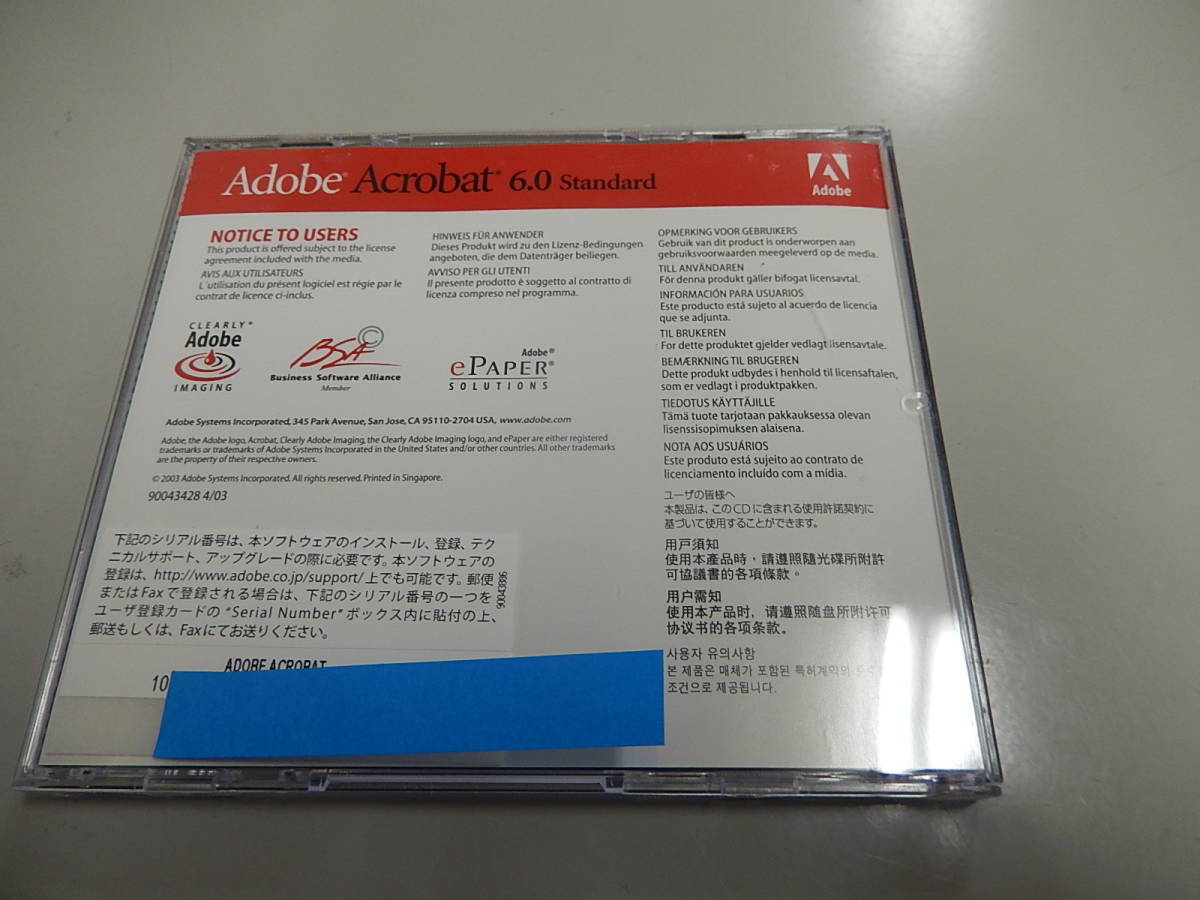 Adobe® Acrobat® 6.0 Standard
Adobe
NOTICE TO USERS
This product is offered subject to the license
agreement included with the media.
AVIS AUX UTILISATEURS
L'utilisation du présent logiciel est régie par le
contrat de licence ci-inclus.
HINWEIS FÜR ANWENDER
Dieses Produkt wird zu den Lizenz-Bedingungen
angeboten, die dem Datenträger beiliegen.
AVVISO PER GLI UTENTI
Il presente prodotto è soggetto al contratto di
licenza compreso nel programma.
OPMERKING VOOR GEBRUIKERS
Gebruik van dit product is onderworpen aan
gebruiksvoorwaarden meegeleverd op de media.
TILL ANVÄNDAREN
För denna produkt gäller bifogat licensavtal.
INFORMACIÓN PARA USUARIOS
Este producto está sujeto al acuerdo de licencia
que se adjunta.
TIL BRUKEREN
For dette produktet gjelder vedlagt lisensavtale.
BEMÆRKNING TIL BRUGEREN
Dette produkt udbydes i henhold til licensaftalen,
som er vedlagt i produktpakken.
TIEDOTUS KÄYTTÄJILLE
Tämä tuote tarjotaan pakkauksessa olevan
lisenssisopimuksen alaisena.
NOTA AOS USUÁRIOS
Este produto está sujeito ao contrato de
licenciamento incluído com a mídia.
ユーザの皆様へ
本製品は、このCDに含まれる使用許諾契約に
基づいて使用することができます。
用戶須知
使用本產品時，請遵照隨光碟所附許
可協議書的各項條款。
用户需知
使用本产品时，请遵照随盘所附许可
协议书的各项条款。
사용자 유의사항
본 제품은 매체가 포함된 특허계약의
조건으로 제공됩니다.
CLEARLY®
Adobe
IMAGING
BSA©
Business Software Alliance
Member
Adobe®
ePAPER®
SOLUTIONS
Adobe Systems Incorporated, 345 Park Avenue, San Jose, CA 95110-2704 USA, www.adobe.com
Adobe, the Adobe logo, Acrobat, Clearly Adobe Imaging, the Clearly Adobe Imaging logo, and ePaper are either registered
trademarks or trademarks of Adobe Systems Incorporated in the United States and/or other countries. All other trademarks
are the property of their respective owners.
© 2003 Adobe Systems Incorporated. All rights reserved. Printed in Singapore.
90043428 4/03
下記のシリアル番号は、本ソフトウェアのインストール、登録、テク
ニカルサポート、アップグレードの際に必要です。本ソフトウェアの
登録は、http://www.adobe.co.jp/support/上でも可能です。郵便
またはFaxで登録される場合は、下記のシリアル番号の一つを
ユーザ登録カードの"Serial Number"ボックス内に貼付の上、
郵送もしくは、Faxにてお送りください。
90043986
ADOBE ACROBAT
10